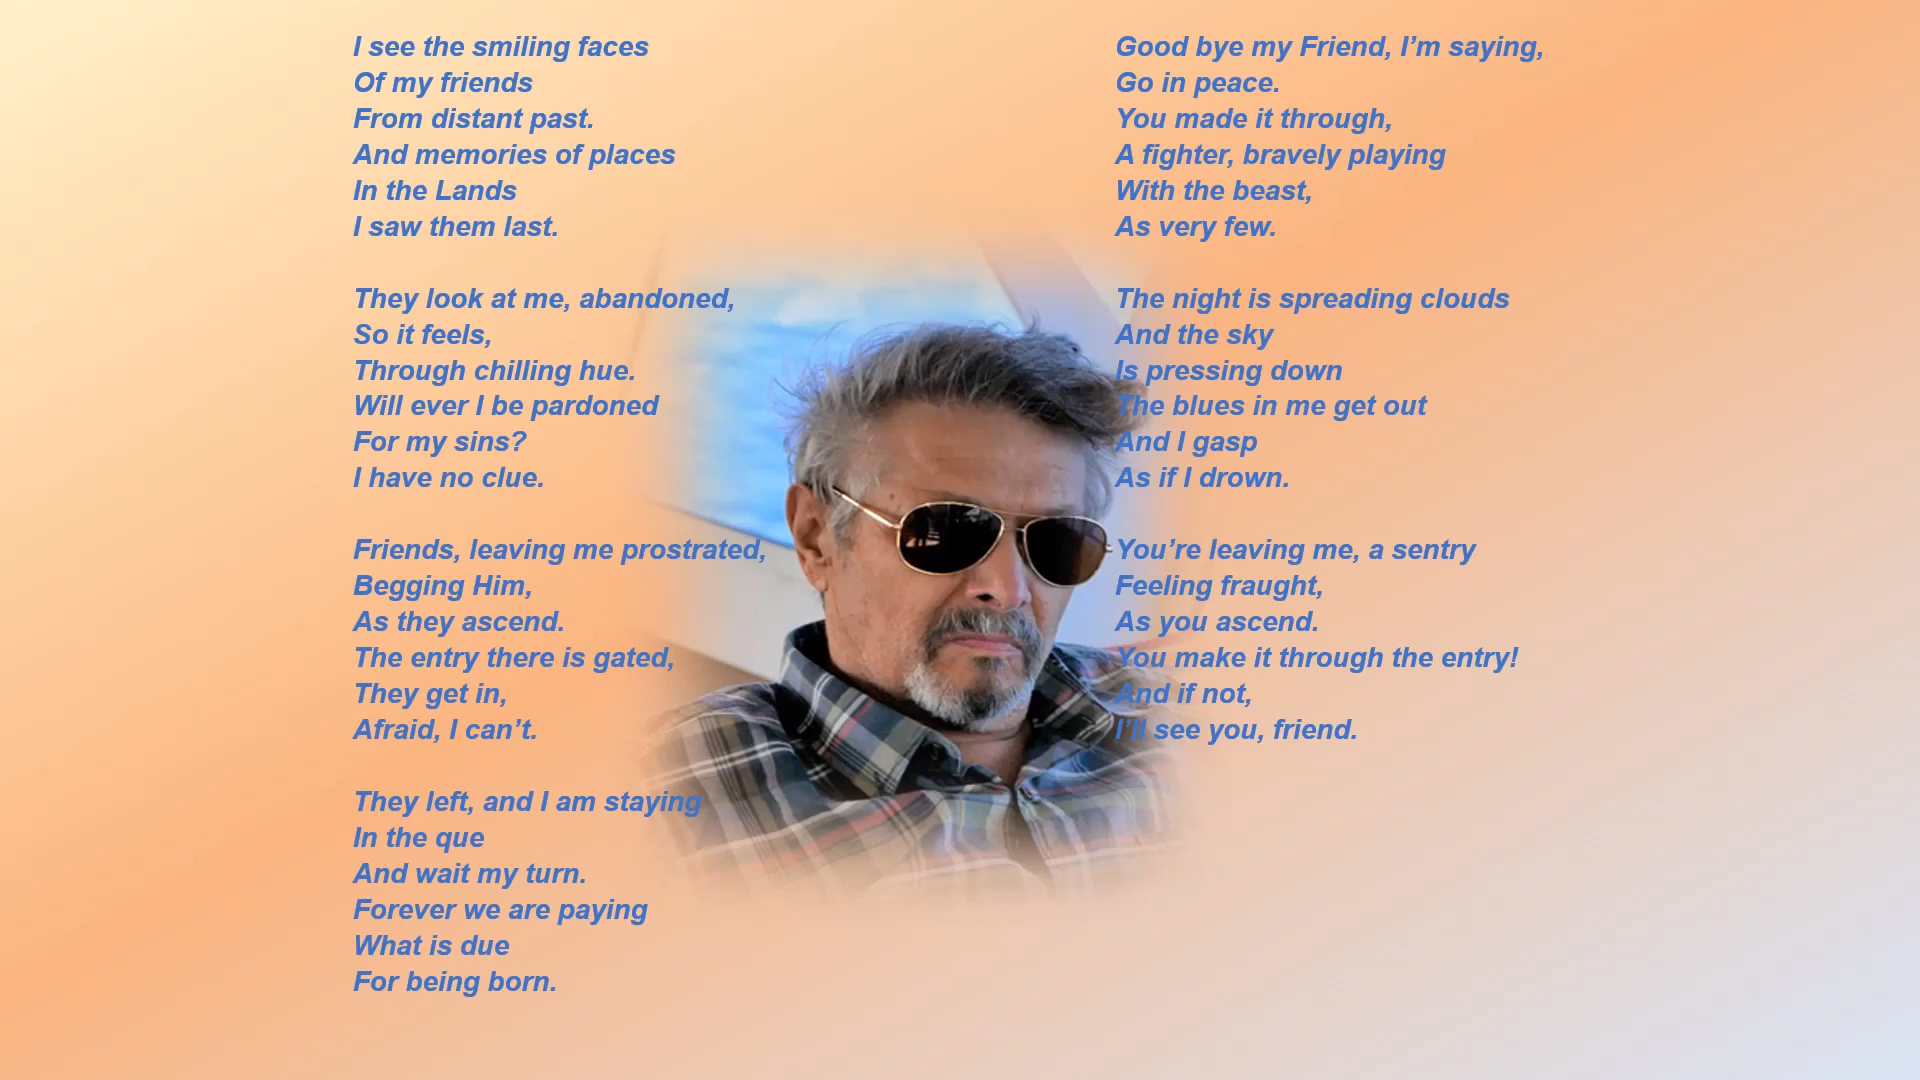 I see the smiling faces
Of my friends
From distant past.
And memories of places
In the Lands
I saw them last.
They look at me, abandoned,
So it feels,
Through chilling hue.
Will ever I be pardoned
For my sins?
I have no clue.
Friends, leaving me prostrated,
Begging Him,
As they ascend.
The entry there is gated,
They get in,
Afraid, I can’t.
They left, and I am staying
In the que
And wait my turn.
Forever we are paying
What is due
For being born.
Good bye my Friend, I’m saying,
Go in peace.
You made it through,
A fighter, bravely playing
With the beast,
As very few.
The night is spreading clouds
And the sky
Is pressing down
The blues in me get out
And I gasp
As if I drown.
You’re leaving me, a sentry
Feeling fraught,
As you ascend.
You make it through the entry!
And if not,
I’ll see you, friend.